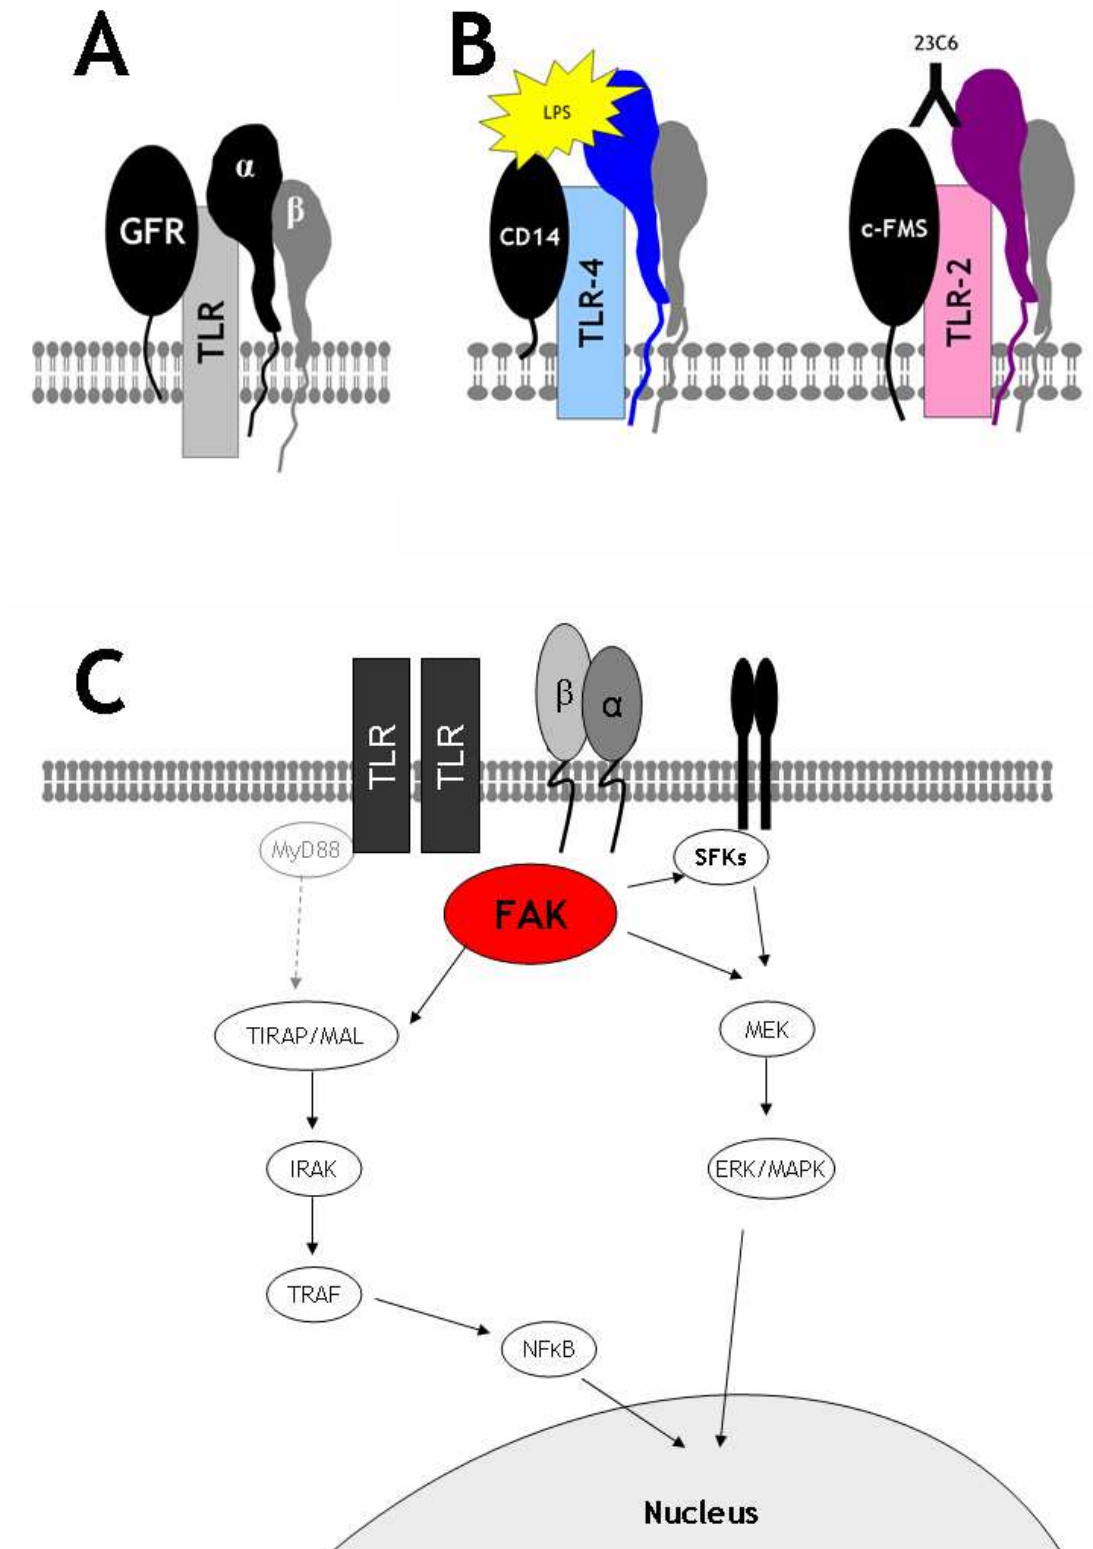 A
GFR
α
β
TLR
B
LPS
CD14
TLR-4
23C6
c-FMS
TLR-2
C
TLR
TLR
β
α
MyD88
SFKs
FAK
TIRAP/MAL
MEK
IRAK
ERK/MAPK
TRAF
NFκB
Nucleus